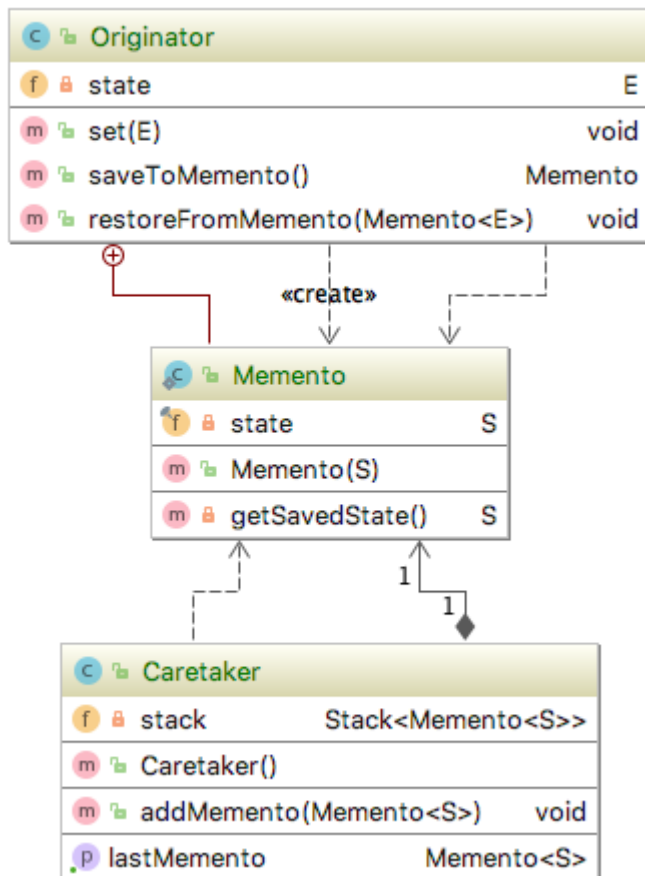 Originator
state E
set(E) void
saveToMemento() Memento
restoreFromMemento(Memento<E>) void
«create»
Memento
state S
Memento(S)
getSavedState() S
1
1
Caretaker
stack Stack<Memento<S>>
Caretaker()
addMemento(Memento<S>) void
lastMemento Memento<S>